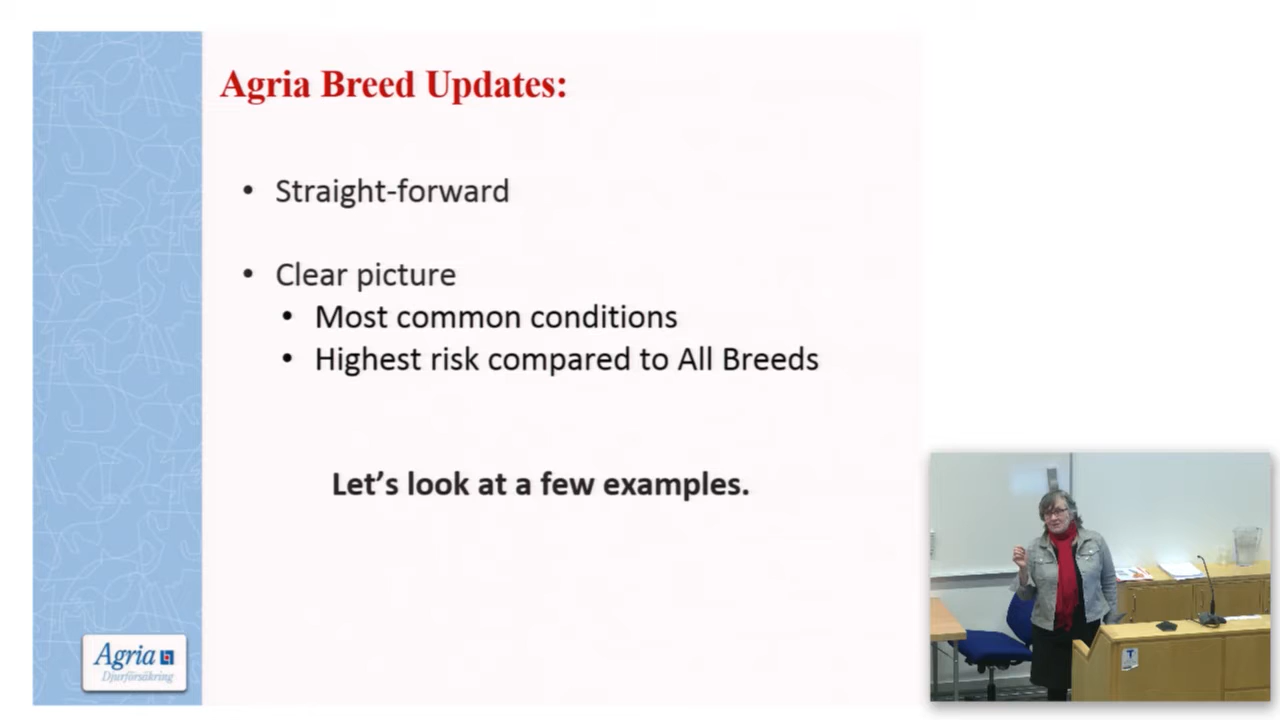 Agria Breed Updates:
• Straight-forward
• Clear picture
• Most common conditions
• Highest risk compared to All Breeds
Let's look at a few examples.
Agria
Djurförsäkring
T